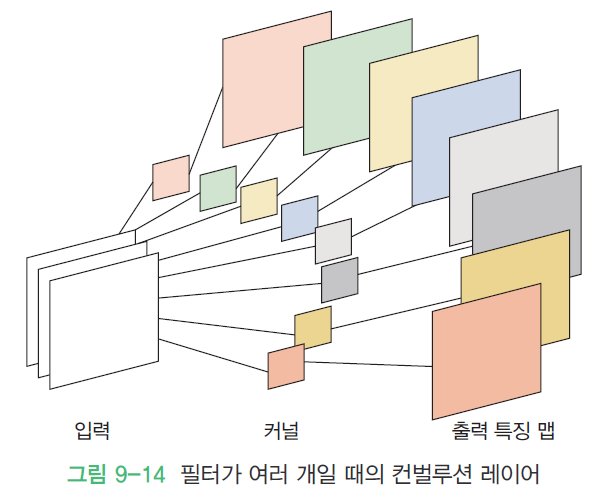 입력 커널 출력 특징 맵
그림 9-14 필터가 여러 개일 때의 컨벌루션 레이어